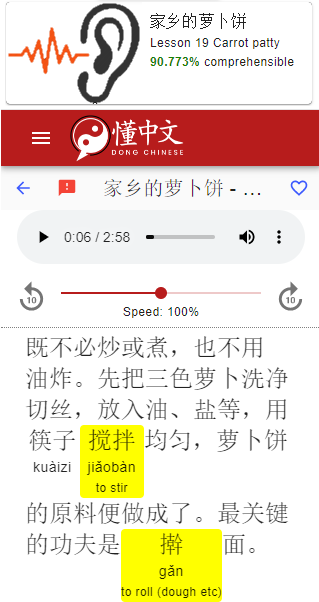 家乡的萝卜饼
Lesson 19 Carrot patty
90.773% comprehensible
懂中文
DONG CHINESE
家乡的萝卜饼 - ...
0:06 / 2:58
10
10
Speed: 100%
既不必炒或煮，也不用
油炸。先把三色萝卜洗净
切丝，放入油、盐等，用
筷子 搅拌 均匀，萝卜饼
kuàizi jiǎobàn
to stir
的原料便做成了。最关键
的功夫是 擀 面。
gǎn
to roll (dough etc)